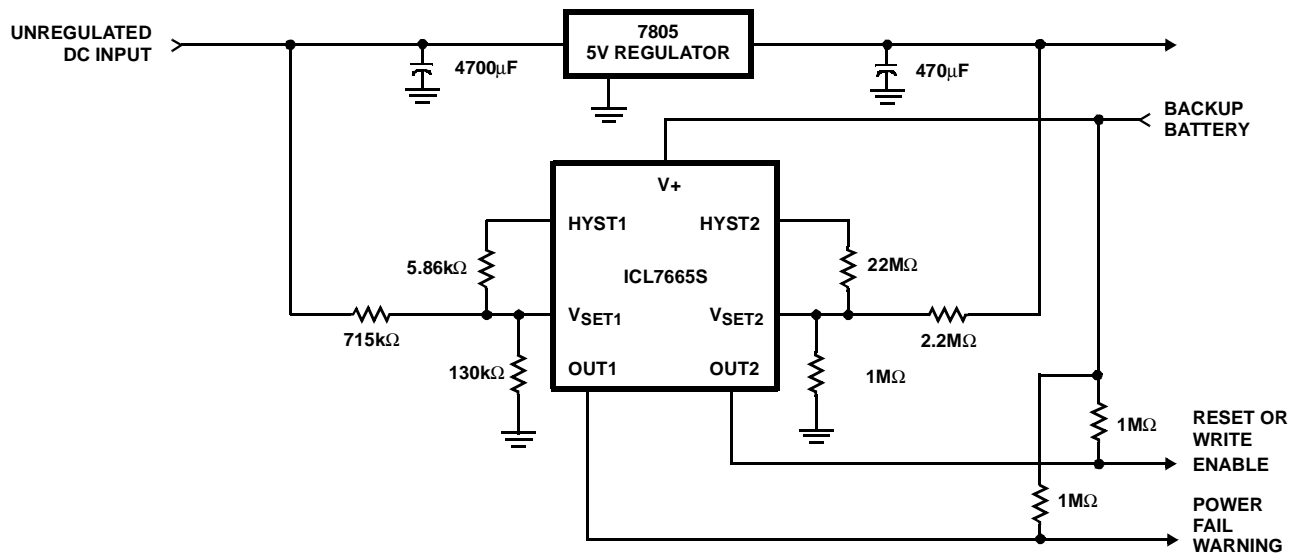 UNREGULATED
DC INPUT
7805
5V REGULATOR
4700μF
470μF
BACKUP
BATTERY
V+
HYST1
HYST2
5.86kΩ
ICL7665S
22MΩ
VSET1
VSET2
715kΩ
2.2MΩ
130kΩ
OUT1
OUT2
1MΩ
1MΩ
RESET OR
WRITE
ENABLE
1MΩ
POWER
FAIL
WARNING